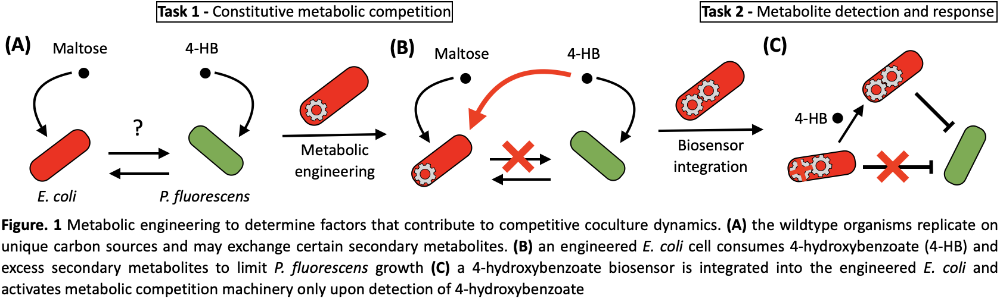 Task 1 - Constitutive metabolic competition
Task 2 - Metabolite detection and response
(A)
Maltose
4-HB
?
E. coli
P. fluorescens
Metabolic
engineering
(B)
Maltose
4-HB
Biosensor
integration
(C)
4-HB
Figure. 1 Metabolic engineering to determine factors that contribute to competitive coculture dynamics. (A) the wildtype organisms replicate on
unique carbon sources and may exchange certain secondary metabolites. (B) an engineered E. coli cell consumes 4-hydroxybenzoate (4-HB) and
excess secondary metabolites to limit P. fluorescens growth (C) a 4-hydroxybenzoate biosensor is integrated into the engineered E. coli and
activates metabolic competition machinery only upon detection of 4-hydroxybenzoate